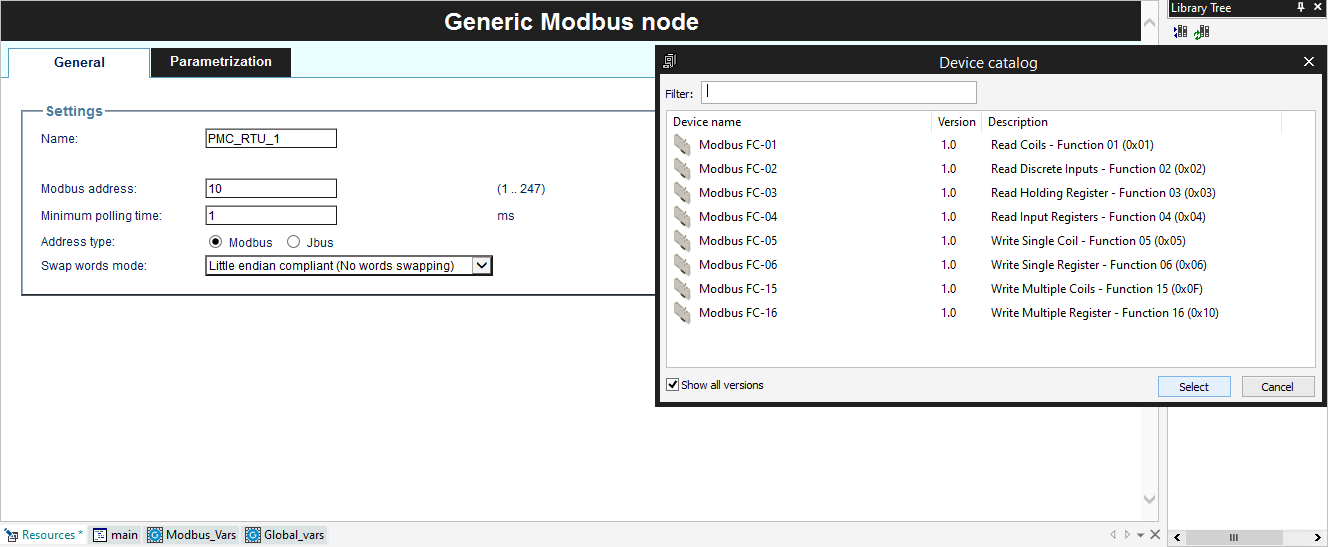 Generic Modbus node
General
Parametrization
Settings
Name: PMC_RTU_1
Modbus address: 10 (1 .. 247)
Minimum polling time: 1 ms
Address type: Modbus Jbus
Swap words mode: Little endian compliant (No words swapping)
Library Tree
Device catalog
Filter:
Device name Version Description
Modbus FC-01 1.0 Read Coils - Function 01 (0x01)
Modbus FC-02 1.0 Read Discrete Inputs - Function 02 (0x02)
Modbus FC-03 1.0 Read Holding Register - Function 03 (0x03)
Modbus FC-04 1.0 Read Input Registers - Function 04 (0x04)
Modbus FC-05 1.0 Write Single Coil - Function 05 (0x05)
Modbus FC-06 1.0 Write Single Register - Function 06 (0x06)
Modbus FC-15 1.0 Write Multiple Coils - Function 15 (0x0F)
Modbus FC-16 1.0 Write Multiple Register - Function 16 (0x10)
Show all versions
Select Cancel
Resources * main Modbus_Vars Global_vars